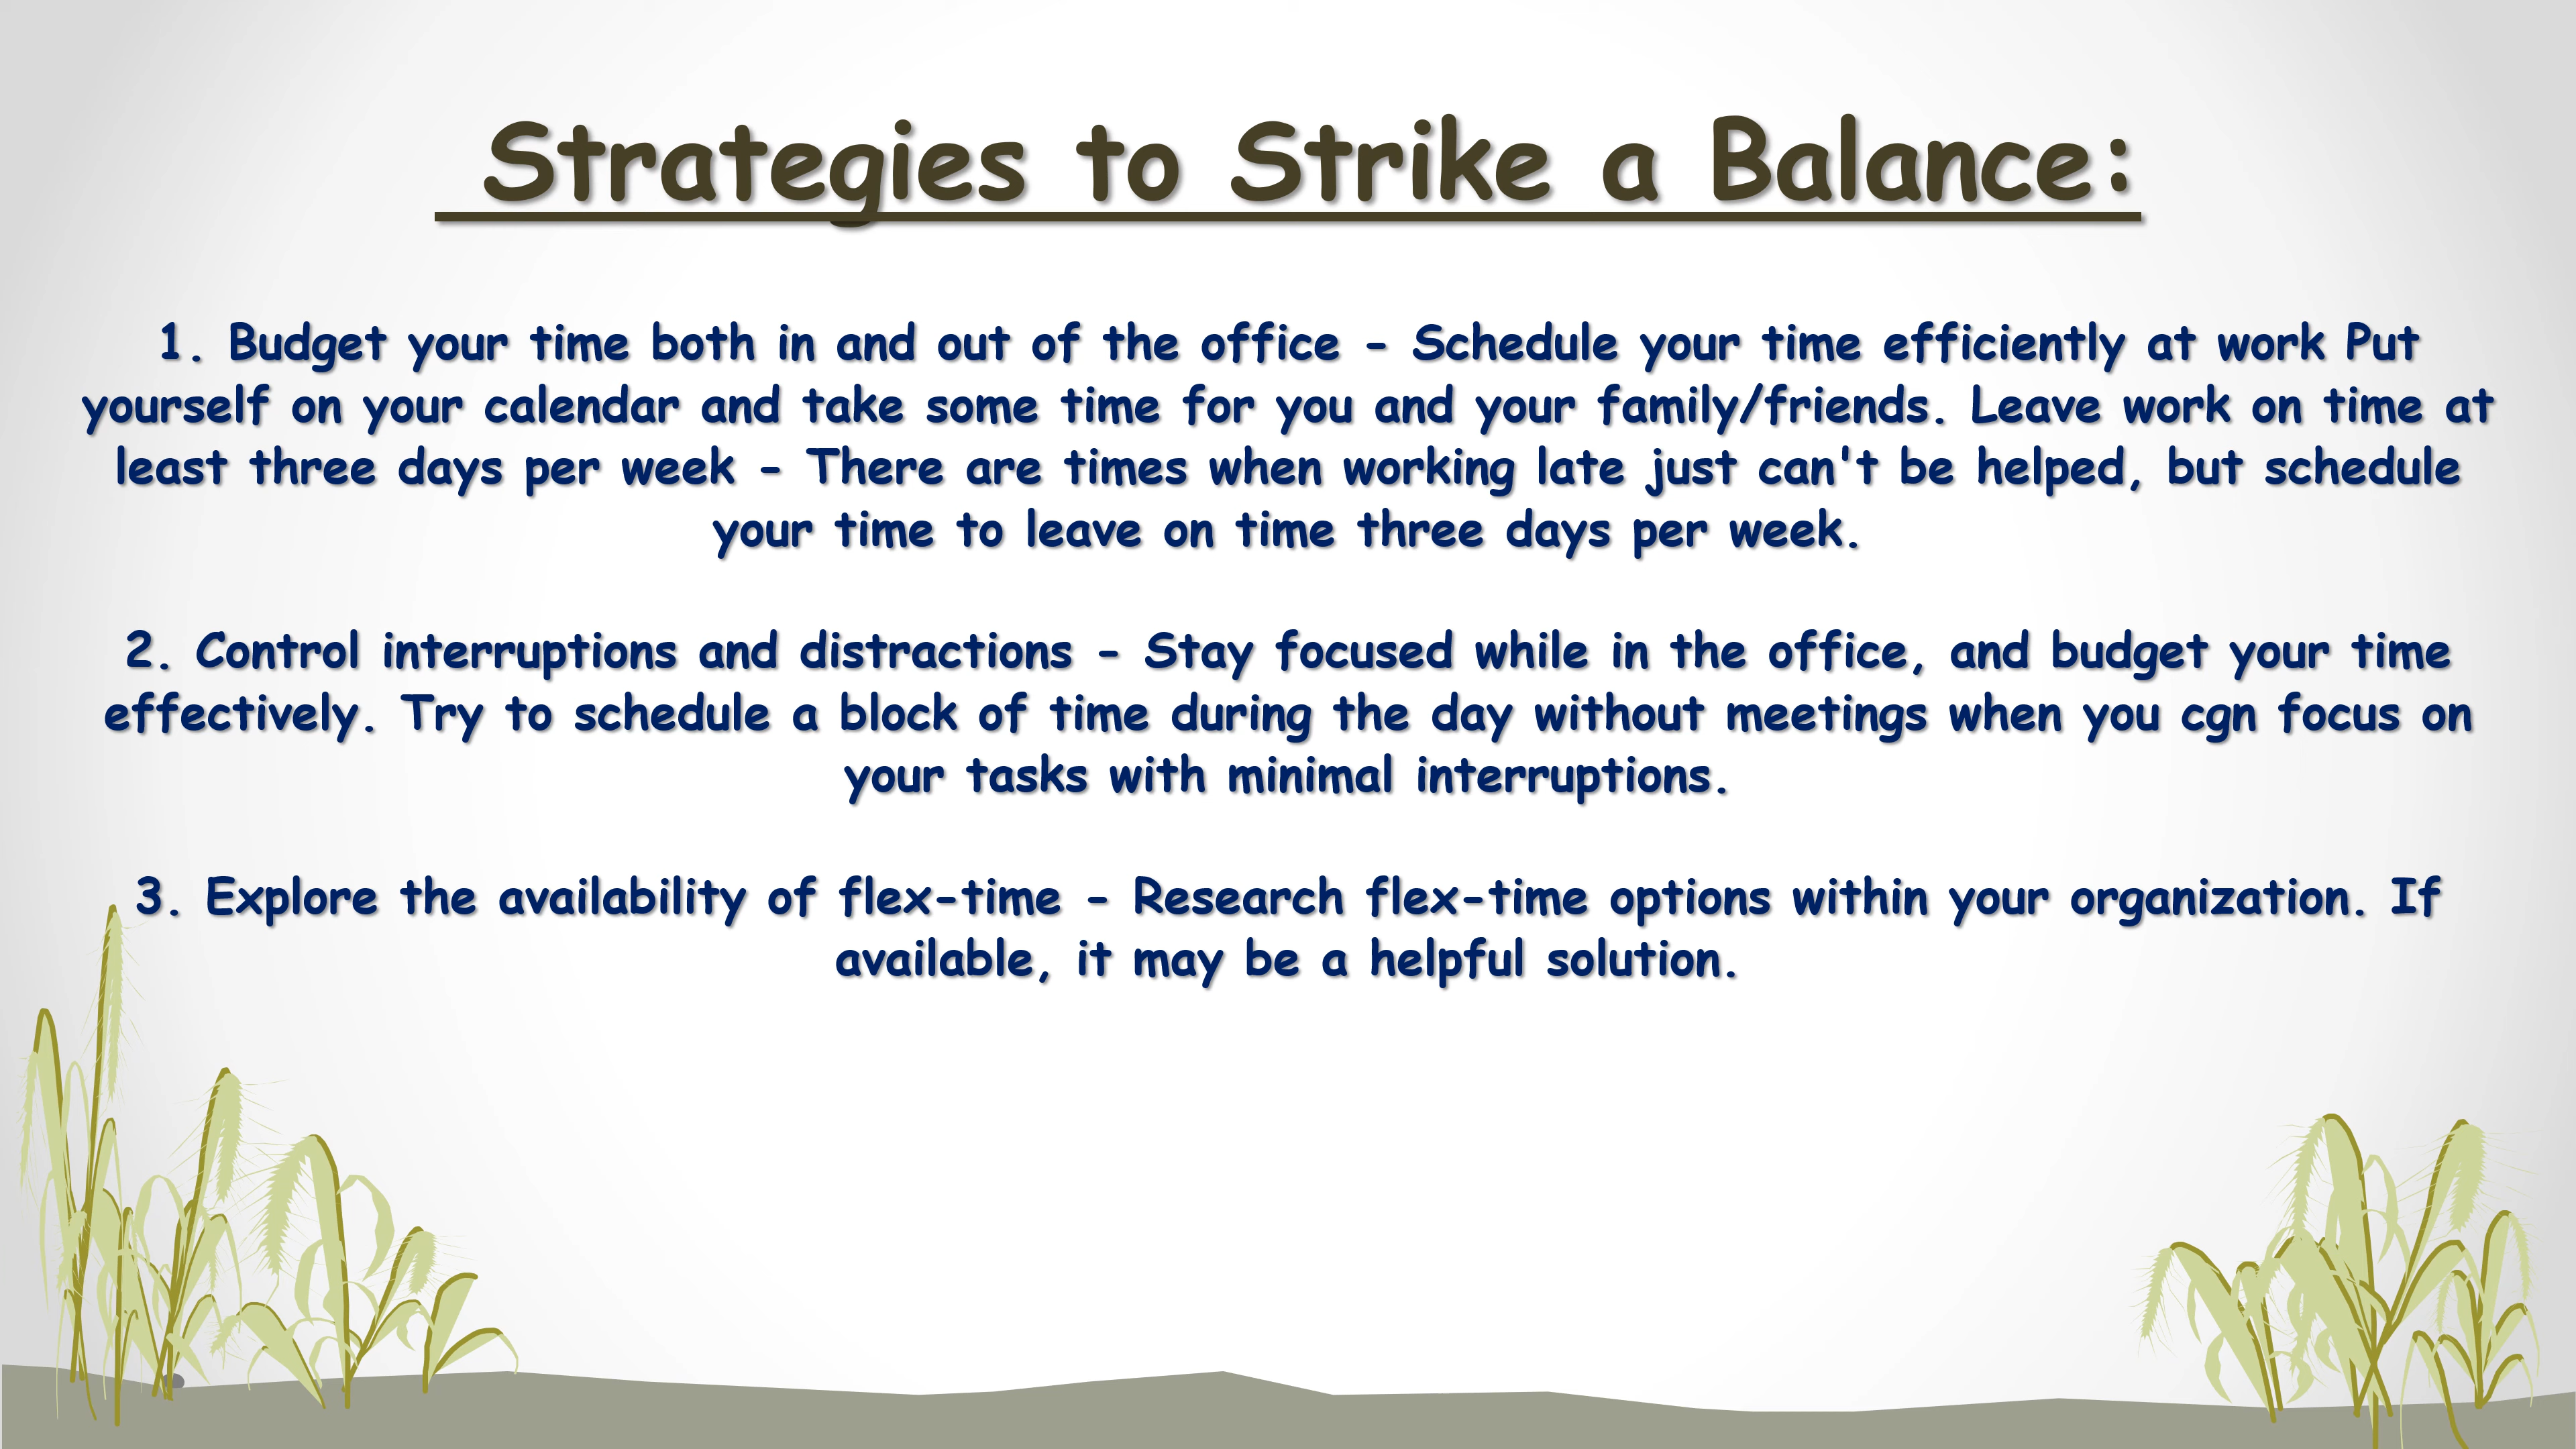 Strategies to Strike a Balance:
1. Budget your time both in and out of the office - Schedule your time efficiently at work Put
yourself on your calendar and take some time for you and your family/friends. Leave work on time at
least three days per week - There are times when working late just can't be helped, but schedule
your time to leave on time three days per week.
2. Control interruptions and distractions - Stay focused while in the office, and budget your time
effectively. Try to schedule a block of time during the day without meetings when you cgn focus on
your tasks with minimal interruptions.
3. Explore the availability of flex-time - Research flex-time options within your organization. If
available, it may be a helpful solution.